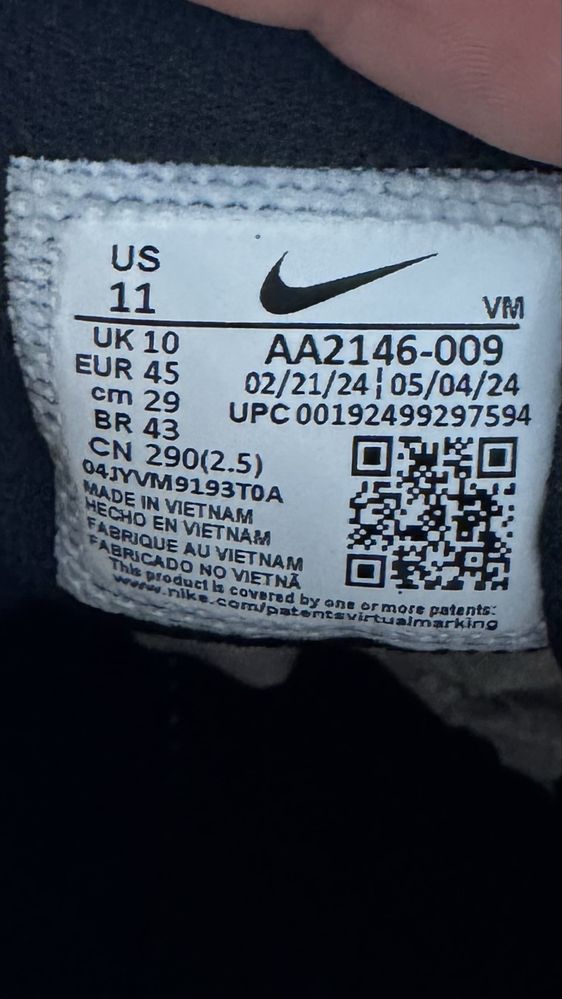 US
11
VM
UK 10
EUR 45
cm 29
BR 43
CN 290(2.5)
AA2146-009
02/21/24 ¦ 05/04/24
UPC 00192499297594
04JYVM9193T0A
MADE IN VIETNAM
HECHO EN VIETNAM
FABRIQUE AU VIETNAM
FABRICADO NO VIETNÃ
This product is covered by one or more patents:
www.nike.com/patentsvirtualmarking